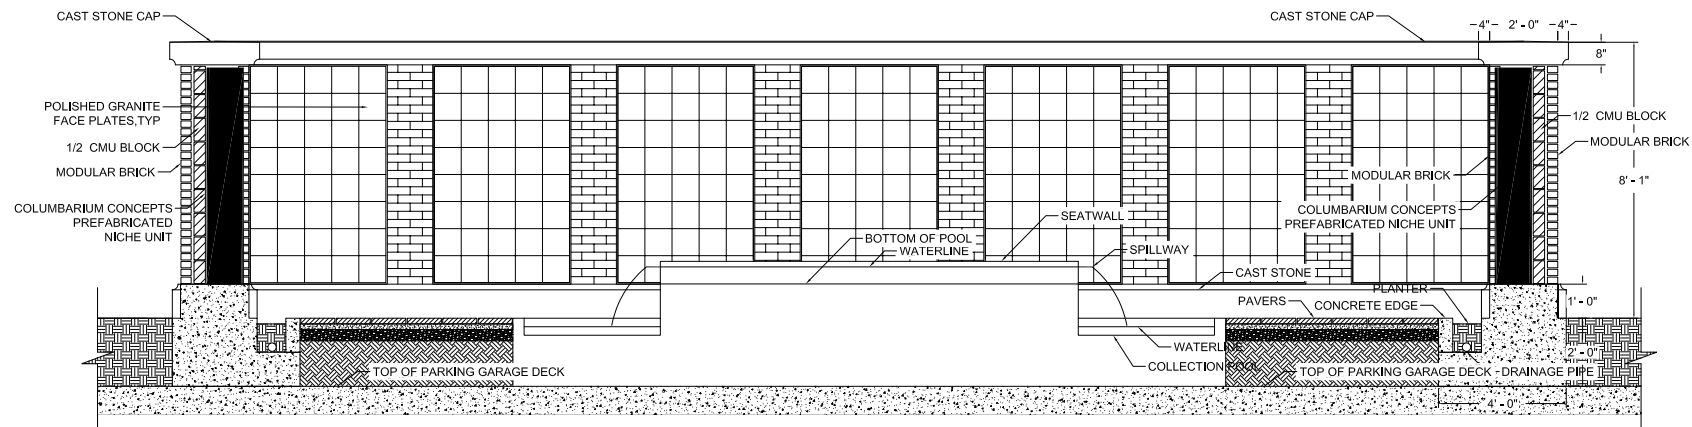 CAST STONE CAP
CAST STONE CAP
4" 2' - 0" 4"
8"
POLISHED GRANITE
FACE PLATES,TYP
1/2 CMU BLOCK
1/2 CMU BLOCK
MODULAR BRICK
MODULAR BRICK
MODULAR BRICK
8' - 1"
COLUMBARIUM CONCEPTS
PREFABRICATED
NICHE UNIT
COLUMBARIUM CONCEPTS
PREFABRICATED NICHE UNIT
SEATWALL
BOTTOM OF POOL
WATERLINE
SPILLWAY
CAST STONE
PLANTER
PAVERS
CONCRETE EDGE
1' - 0"
WATERLINE
2' - 0"
COLLECTION POOL
TOP OF PARKING GARAGE DECK
TOP OF PARKING GARAGE DECK
DRAINAGE PIPE
4' - 0"